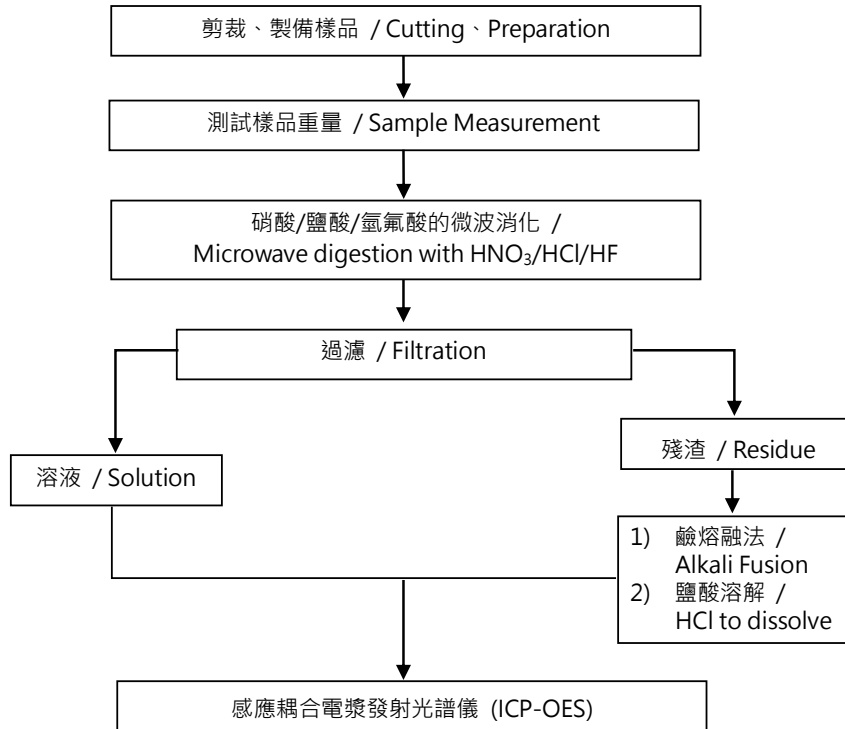 剪裁、製備樣品 / Cutting、Preparation
測試樣品重量 / Sample Measurement
硝酸/鹽酸/氫氟酸的微波消化 /
Microwave digestion with HNO₃/HCl/HF
過濾 / Filtration
溶液 / Solution
殘渣 / Residue
1) 鹼熔融法 /
Alkali Fusion
2) 鹽酸溶解 /
HCl to dissolve
感應耦合電漿發射光譜儀 (ICP-OES)